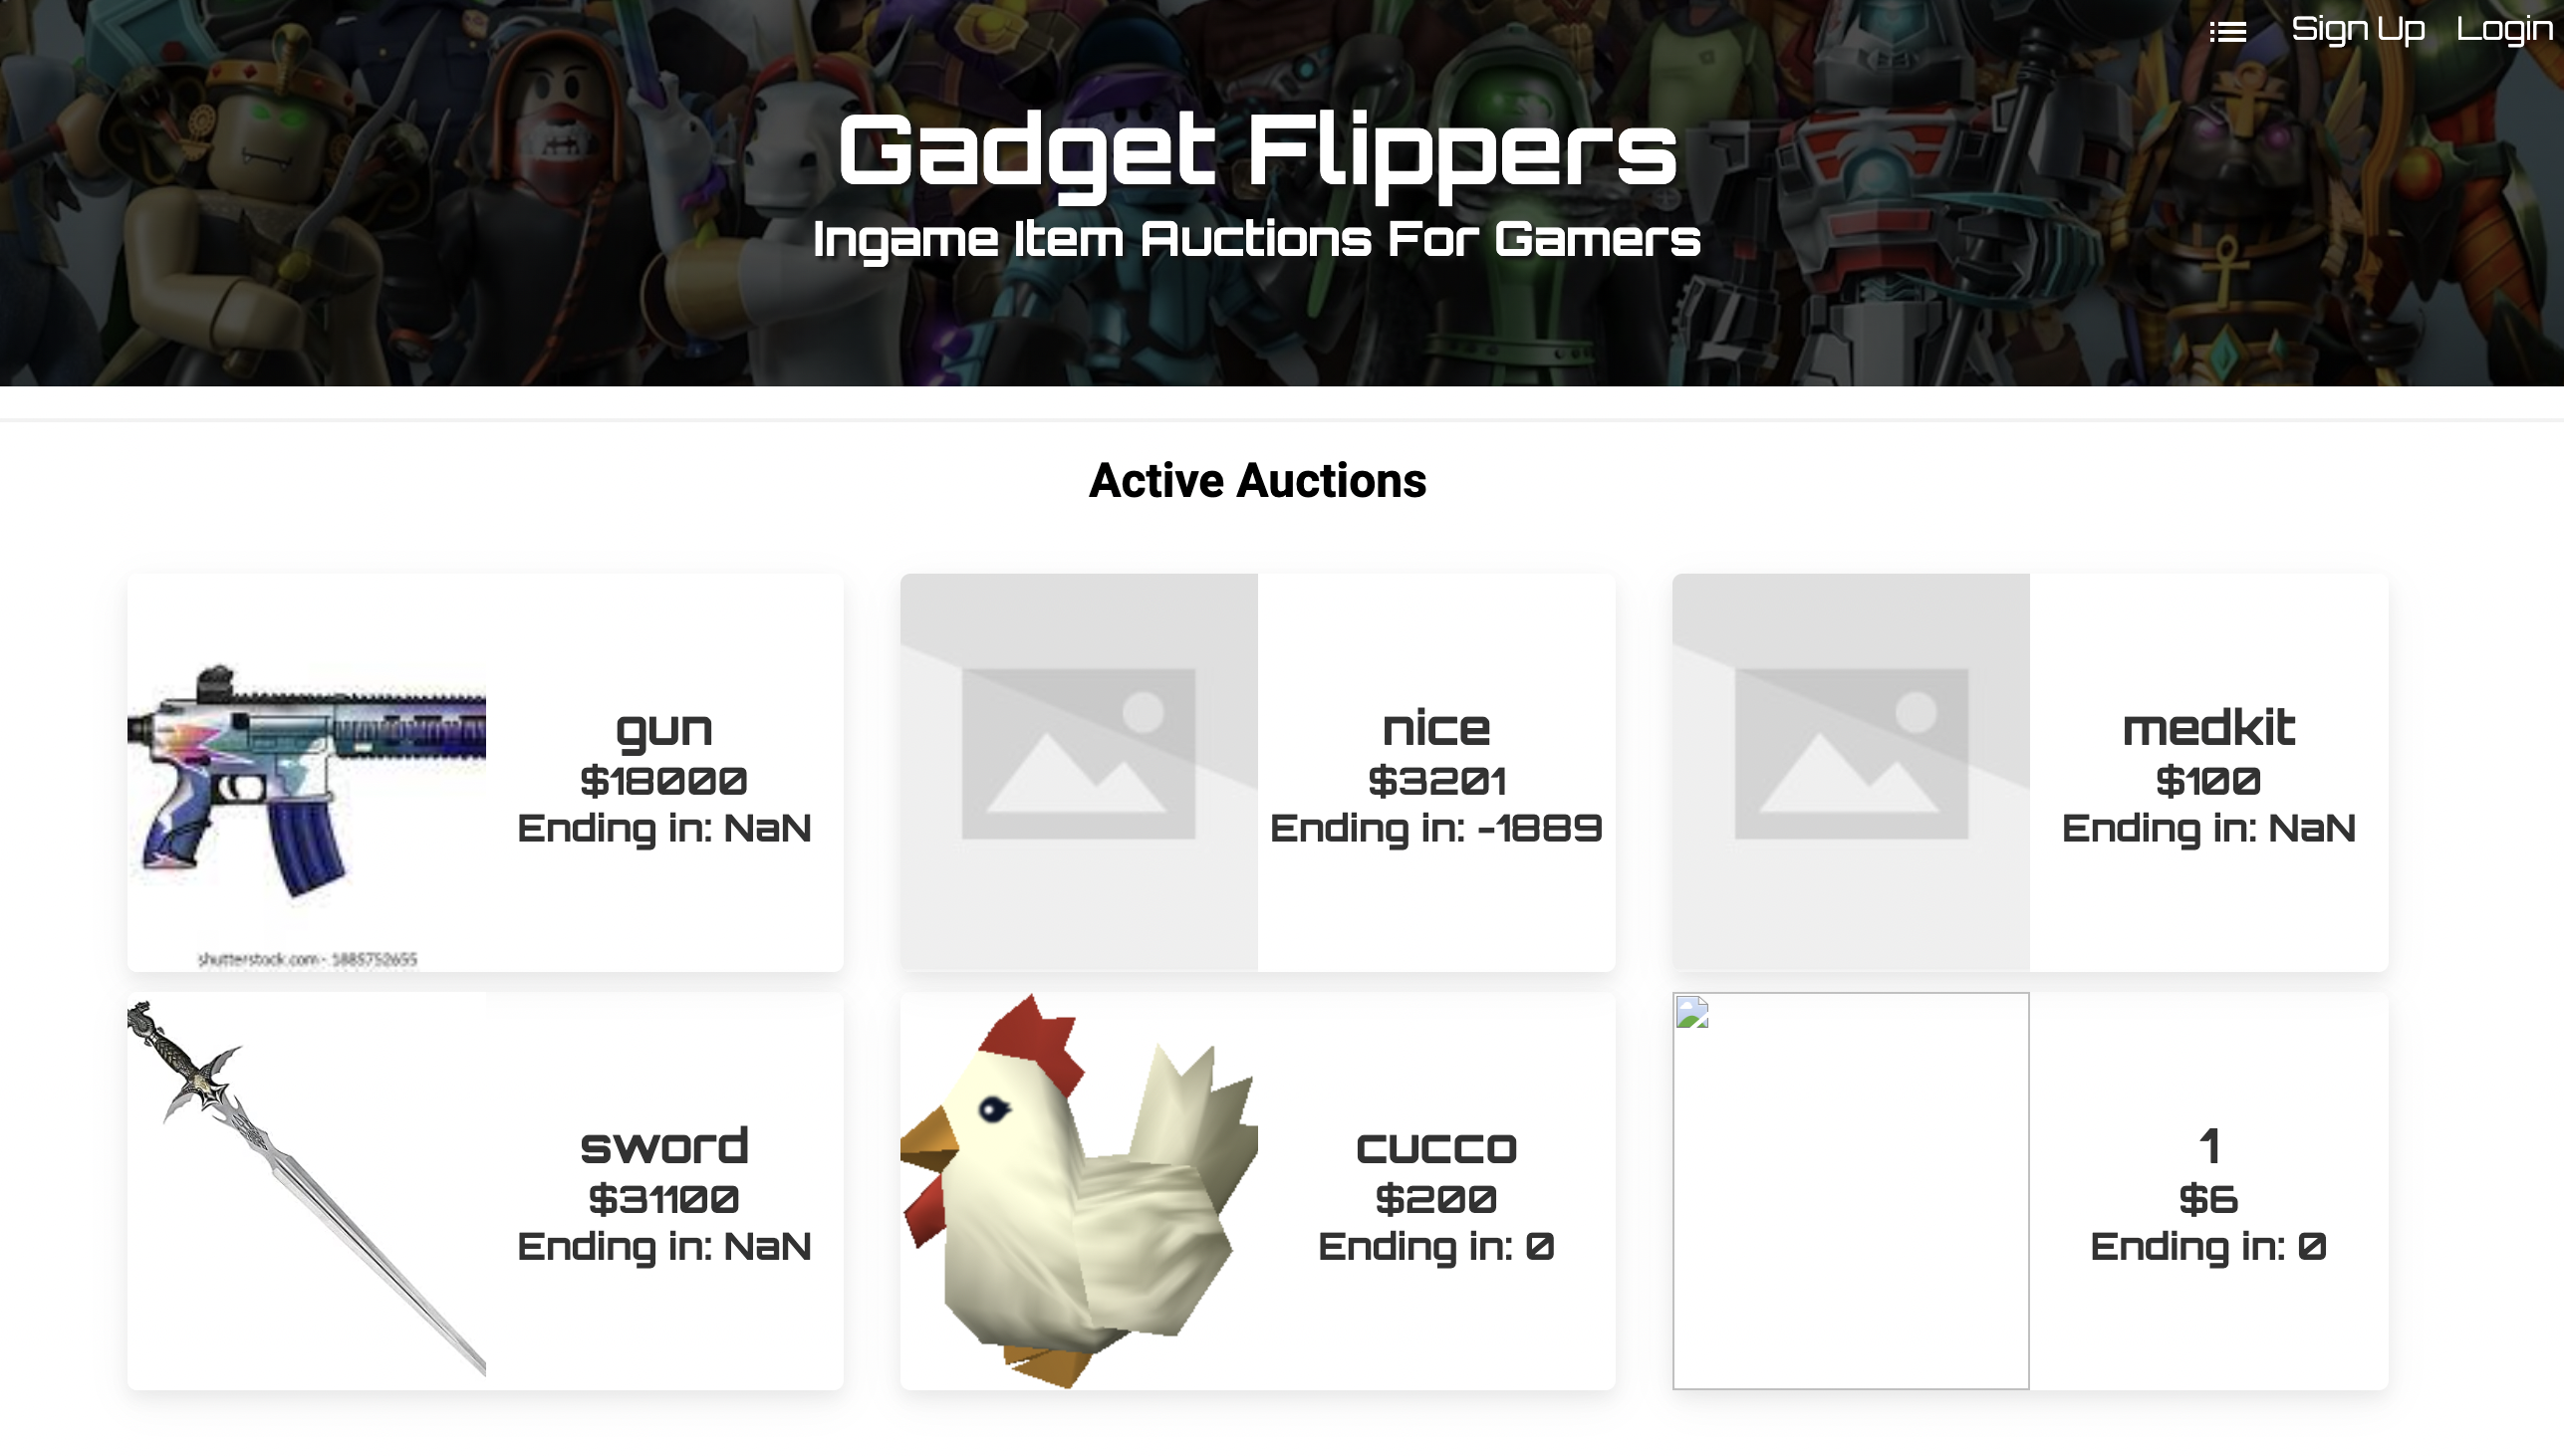 Sign Up Login
Gadget Flippers
Ingame Item Auctions For Gamers
Active Auctions
gun
$18000
Ending in: NaN
shutterstock.com · 1885752655
nice
$3201
Ending in: -1889
medkit
$100
Ending in: NaN
sword
$31100
Ending in: NaN
cucco
$200
Ending in: 0
1
$6
Ending in: 0